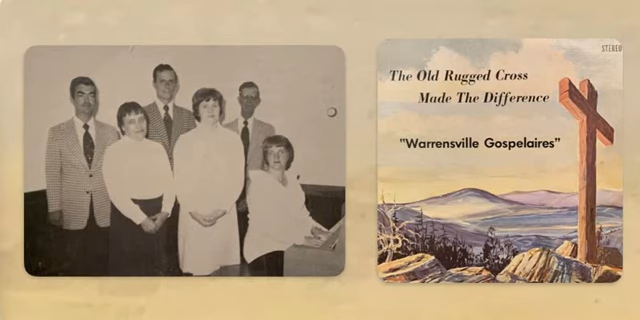 STEREO
The Old Rugged Cross
Made The Difference
"Warrensville Gospelaires"